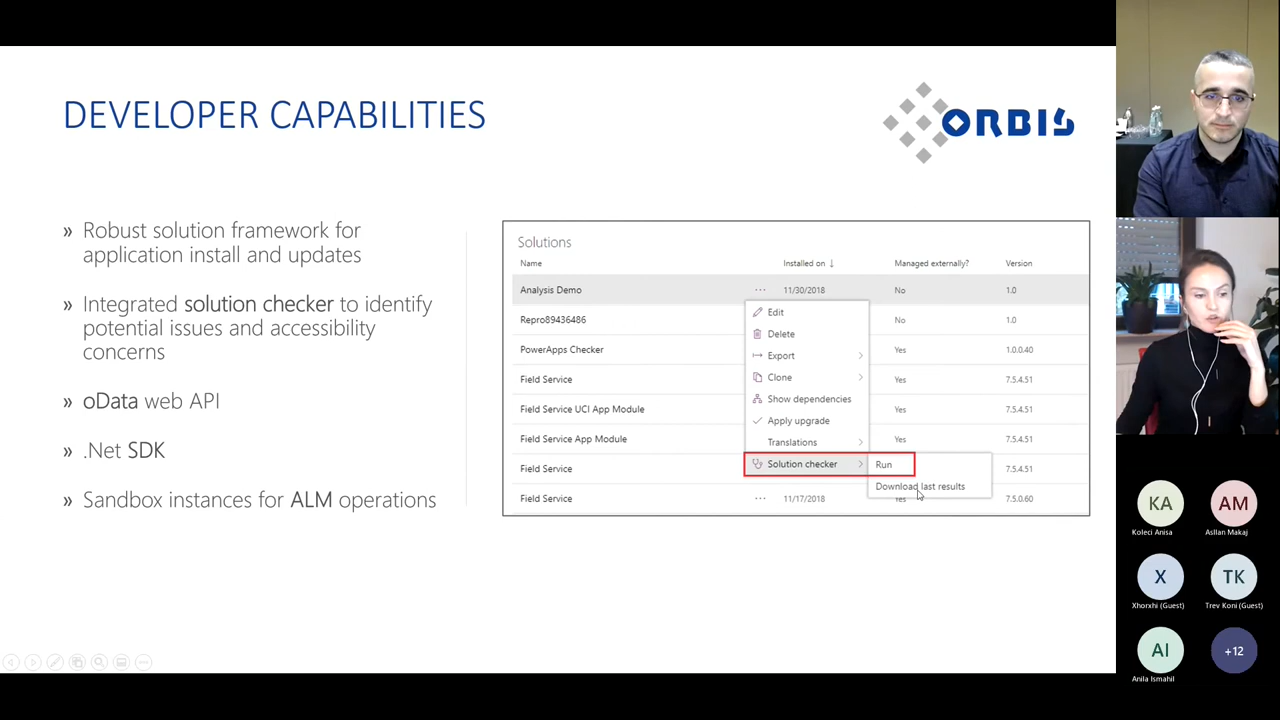 DEVELOPER CAPABILITIES
ORBIS
» Robust solution framework for
application install and updates
» Integrated solution checker to identify
potential issues and accessibility
concerns
» oData web API
» .Net SDK
» Sandbox instances for ALM operations
Solutions
Name Installed on ↓ Managed externally? Version
Analysis Demo ... 11/30/2018 No 1.0
Repro89436486 No 1.0
PowerApps Checker Yes 1.0.0.40
Field Service Yes 7.5.4.51
Field Service UCI App Module Yes 7.5.4.51
Field Service App Module Yes 7.5.4.51
Field Service 7.5.4.51
Field Service ... 11/17/2018 Yes 7.5.0.60
Edit
Delete
Export
Clone
Show dependencies
Apply upgrade
Translations
Solution checker
Run
Download last results
KA
Koleci Anisa
AM
Asllan Makaj
X
Xhorxhi (Guest)
TK
Trev Koni (Guest)
AI
Anila Ismahil
+12